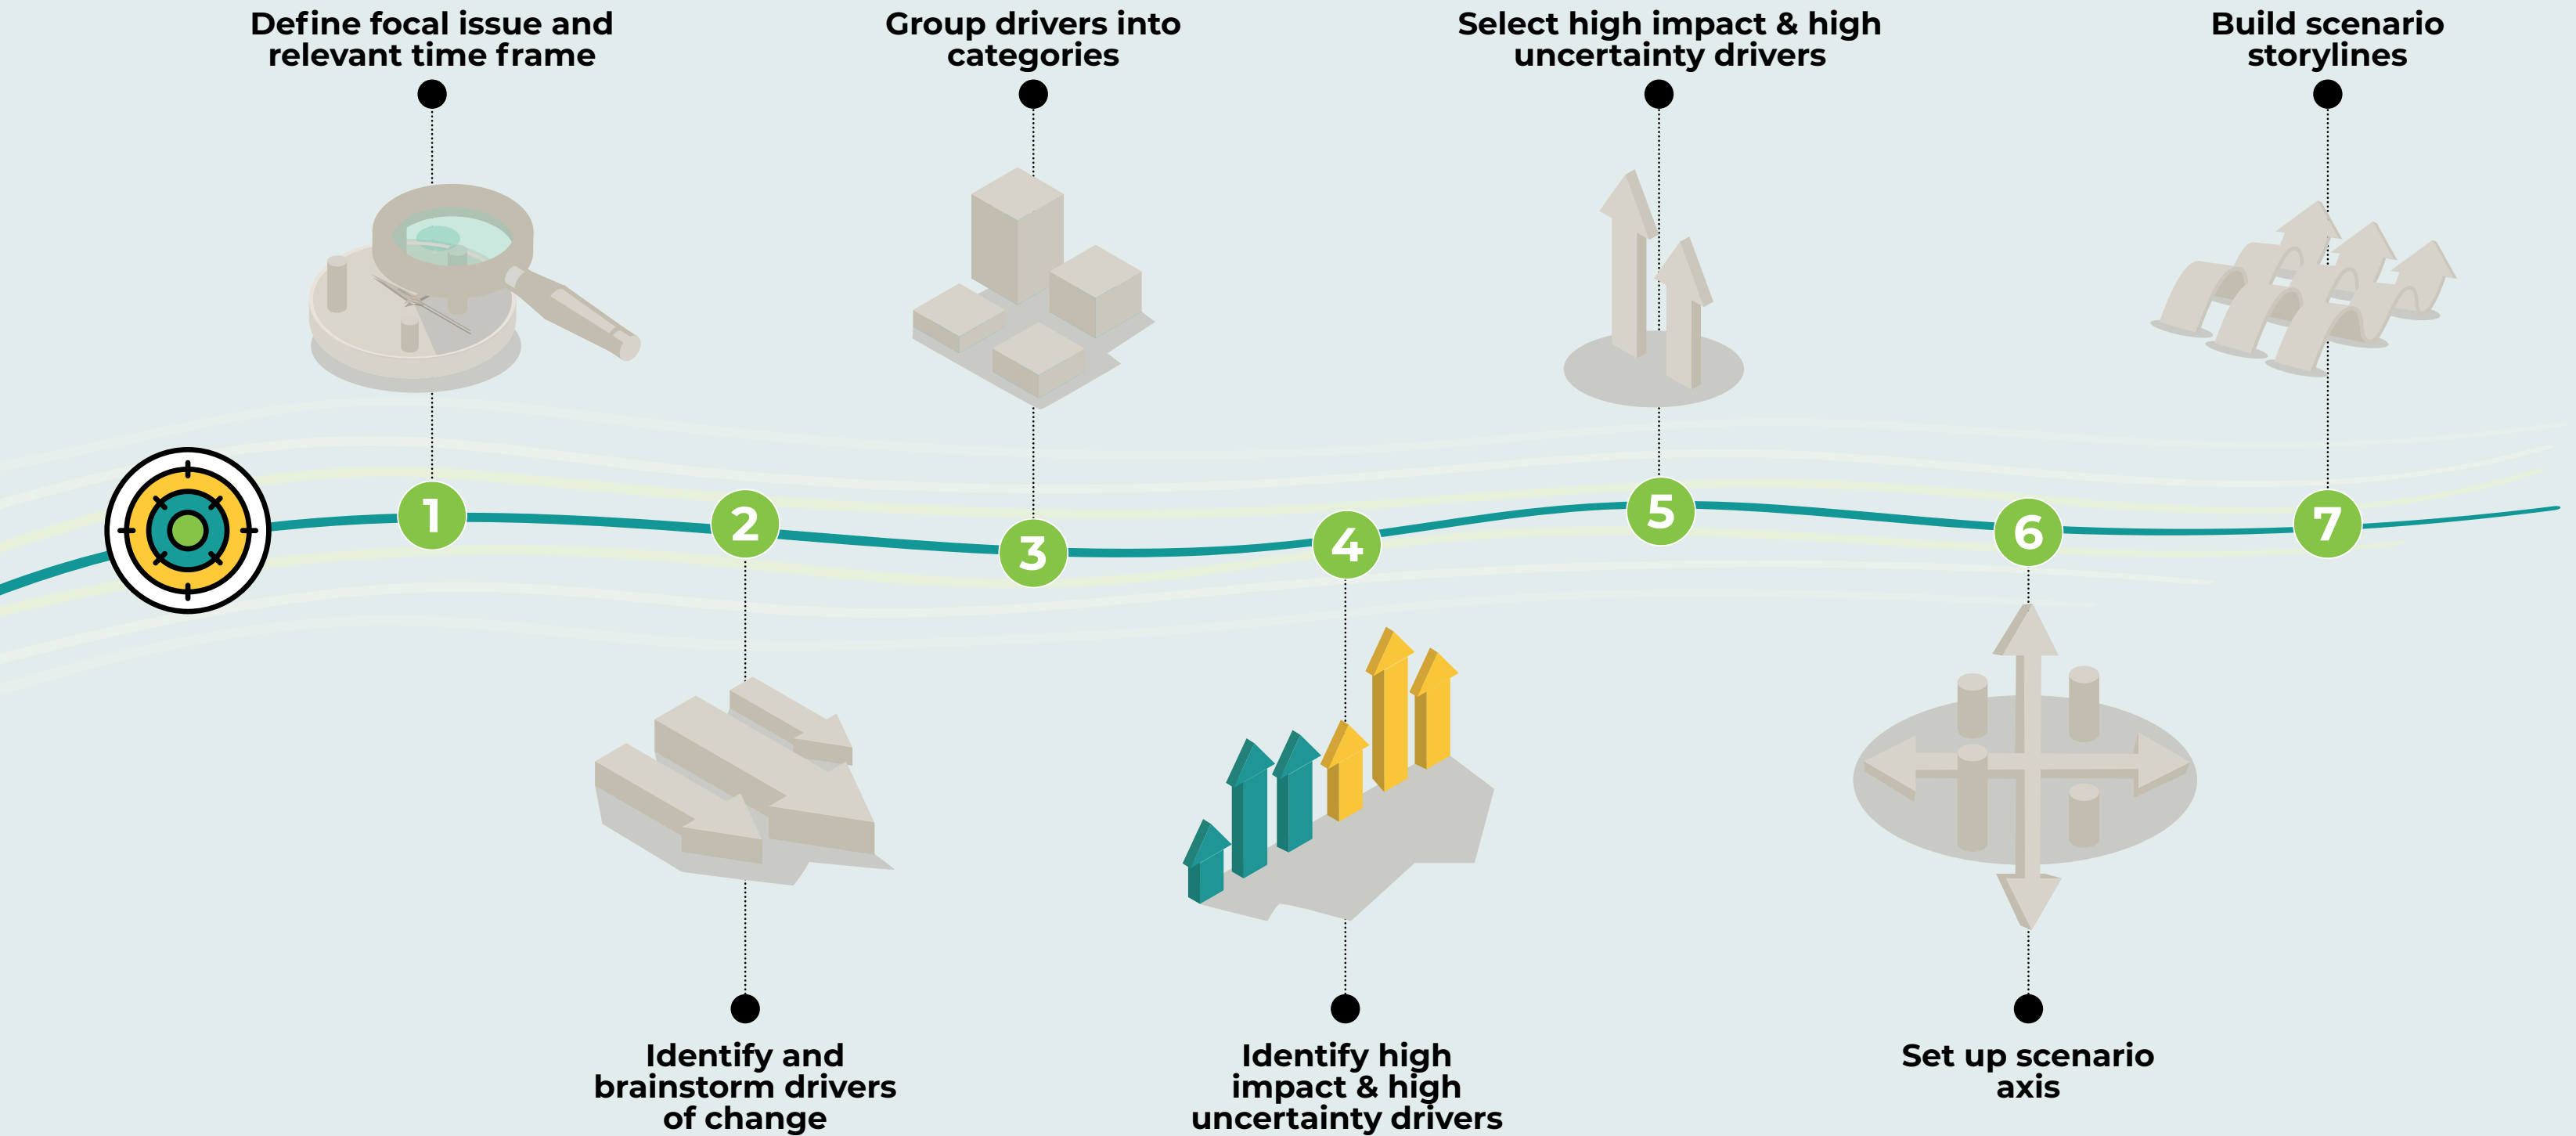 Define focal issue and
relevant time frame
Group drivers into
categories
Select high impact & high
uncertainty drivers
Build scenario
storylines
1
2
3
4
5
6
7
Identify and
brainstorm drivers
of change
Identify high
impact & high
uncertainty drivers
Set up scenario
axis